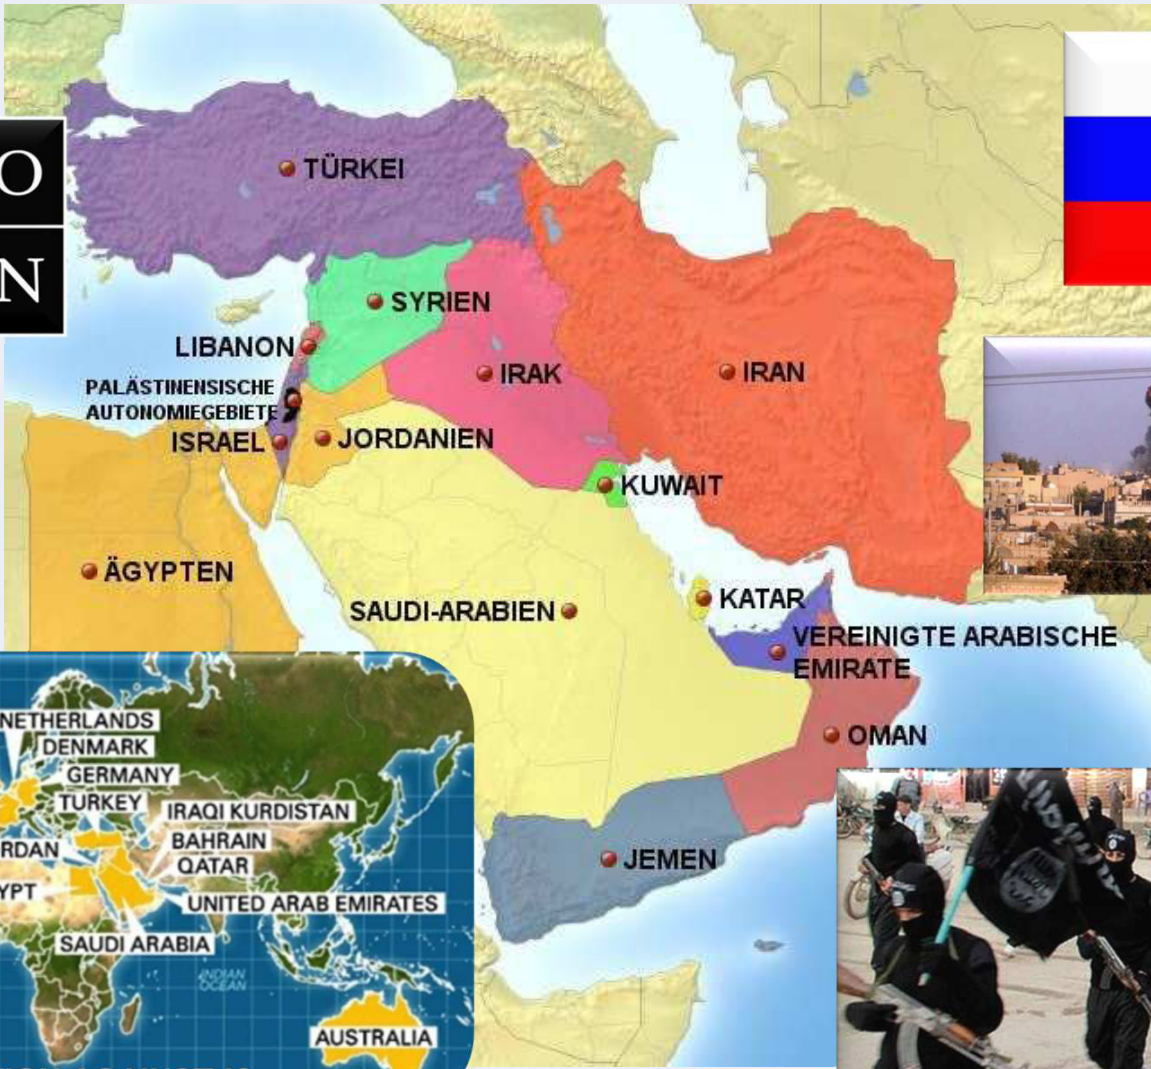 O
N
TÜRKEI
SYRIEN
LIBANON
IRAK
IRAN
PALÄSTINENSISCHE
AUTONOMIEGEBIETE
ISRAEL
JORDANIEN
KUWAIT
ÄGYPTEN
SAUDI-ARABIEN
KATAR
VEREINIGTE ARABISCHE
EMIRATE
OMAN
JEMEN
NETHERLANDS
DENMARK
GERMANY
TURKEY
IRAQI KURDISTAN
RDAN
BAHRAIN
QATAR
YPT
UNITED ARAB EMIRATES
SAUDI ARABIA
INDIAN
OCEAN
AUSTRALIA